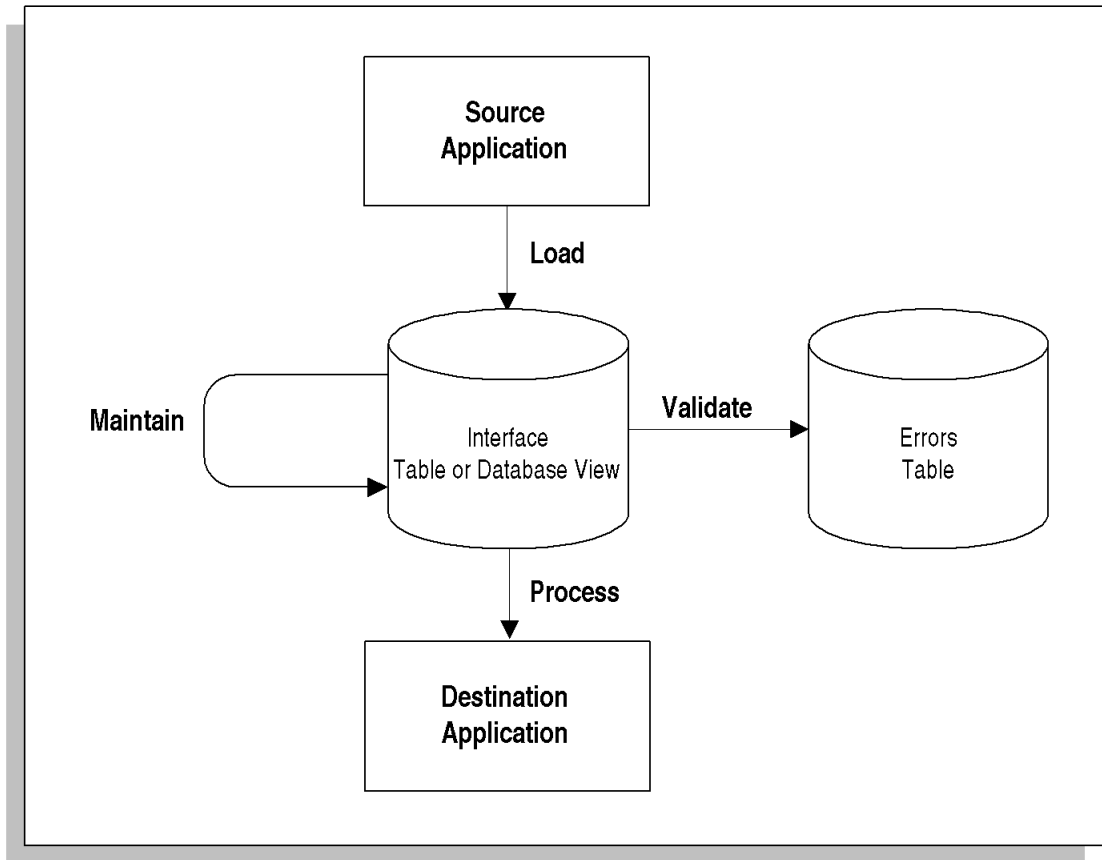 Source
Application
Load
Maintain
Interface
Table or Database View
Validate
Errors
Table
Process
Destination
Application